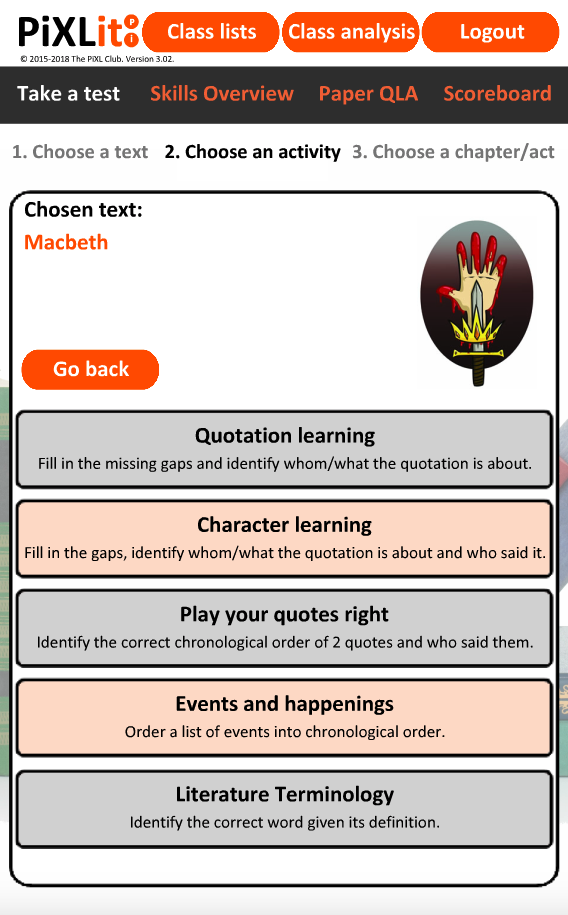 PiXLit: Pi Class lists Class analysis Logout
© 2015-2018 The PiXL Club. Version 3.02.
Take a test Skills Overview Paper QLA Scoreboard
1. Choose a text 2. Choose an activity 3. Choose a chapter/act
Chosen text:
Macbeth
Go back
Quotation learning
Fill in the missing gaps and identify whom/what the quotation is about.
Character learning
Fill in the gaps, identify whom/what the quotation is about and who said it.
Play your quotes right
Identify the correct chronological order of 2 quotes and who said them.
Events and happenings
Order a list of events into chronological order.
Literature Terminology
Identify the correct word given its definition.